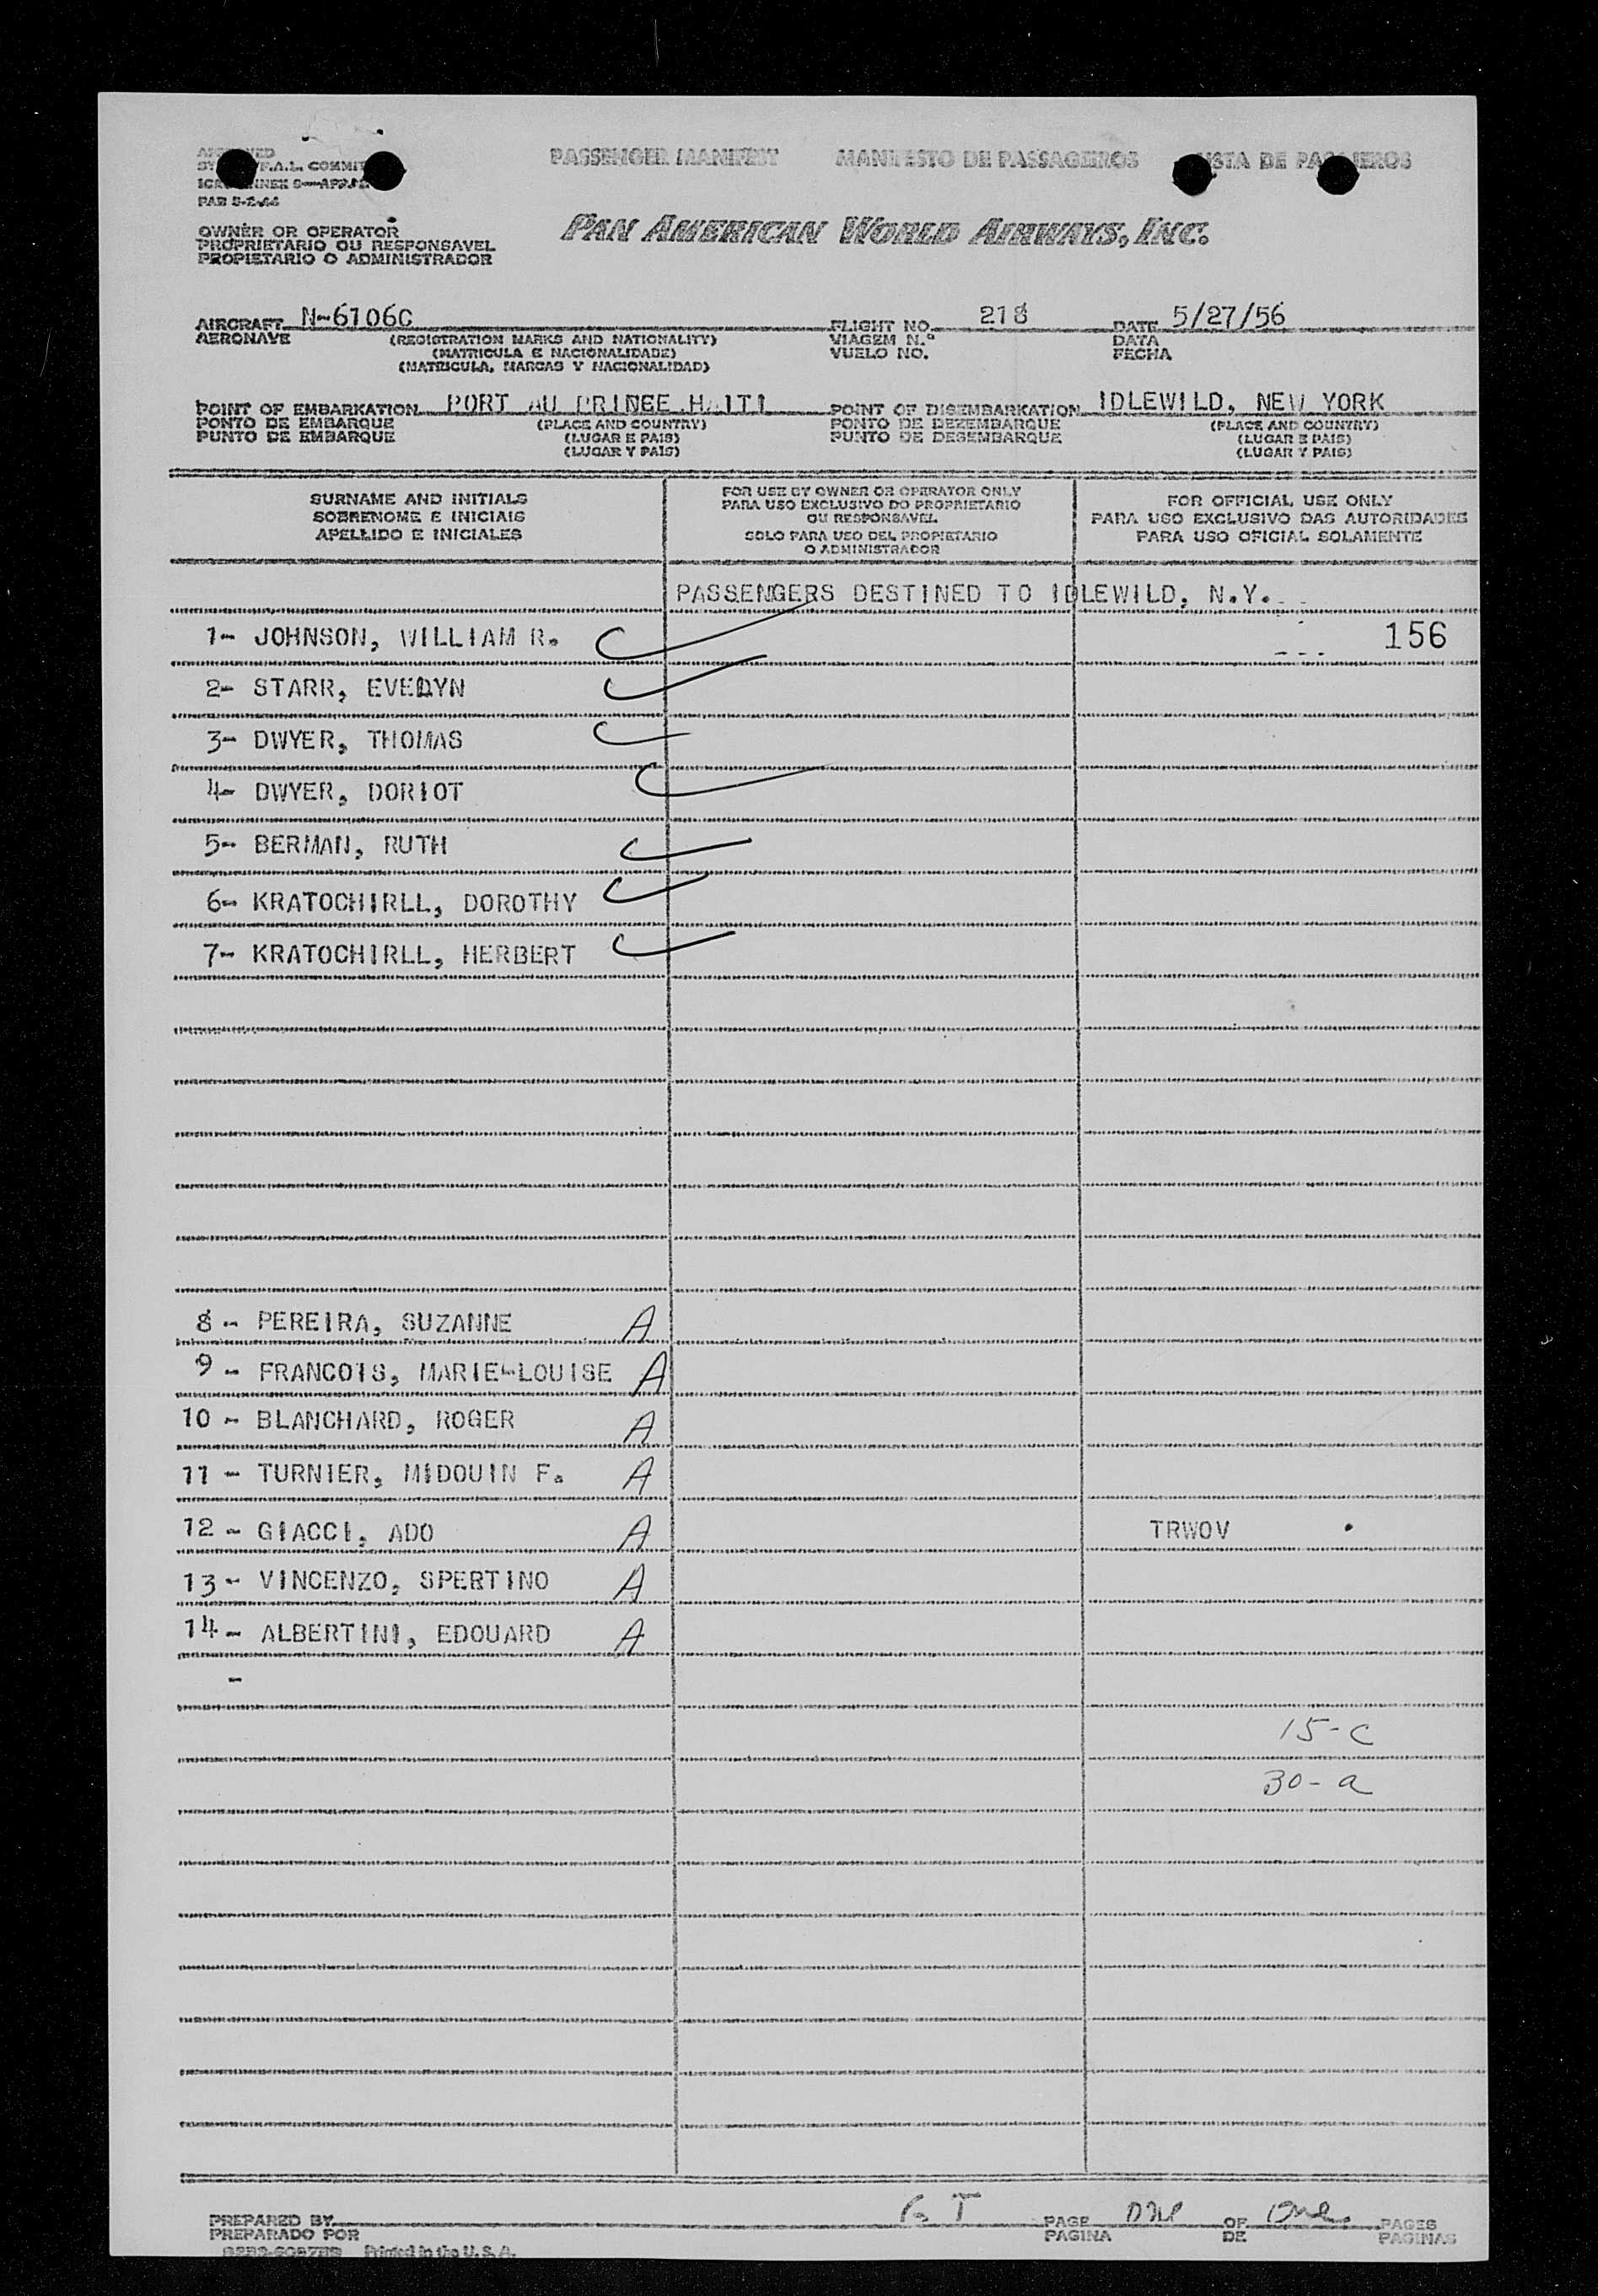 PASSENGER MANIFEST MANIFESTO DE PASSAGEIROS LISTA DE PASAJEROS
F.A.L. COMMIT
PAN AMERICAN WORLD AIRWAYS, INC.
OWNER OR OPERATOR
PROPRIETARIO OU RESPONSAVEL
PROPIETARIO O ADMINISTRADOR
AIRCRAFT N-6106C FLIGHT NO. 218 DATE 5/27/56
AERONAVE (REGISTRATION MARKS AND NATIONALITY) VIAGEM N.º DATA
(MATRICULA E NACIONALIDADE) VUELO NO. FECHA
(MATRICULA, MARCAS Y NACIONALIDAD)
POINT OF EMBARKATION PORT AU PRINCE HAITI POINT OF DISEMBARKATION IDLEWILD, NEW YORK
PONTO DE EMBARQUE (PLACE AND COUNTRY) PONTO DE DEZEMBARQUE (PLACE AND COUNTRY)
PUNTO DE EMBARQUE (LUGAR E PAIS) PUNTO DE DESEMBARQUE (LUGAR E PAIS)
(LUGAR Y PAIS) (LUGAR Y PAIS)
SURNAME AND INITIALS
SOBRENOME E INICIAIS
APELLIDO E INICIALES
FOR USE BY OWNER OR OPERATOR ONLY
PARA USO EXCLUSIVO DO PROPRIETARIO
OU RESPONSAVEL
SOLO PARA USO DEL PROPIETARIO
O ADMINISTRADOR
FOR OFFICIAL USE ONLY
PARA USO EXCLUSIVO DAS AUTORIDADES
PARA USO OFICIAL SOLAMENTE
PASSENGERS DESTINED TO IDLEWILD, N.Y.
1- JOHNSON, WILLIAM R. 156
2- STARR, EVELYN
3- DWYER, THOMAS
4- DWYER, DORIOT
5- BERMAN, RUTH
6- KRATOCHIRLL, DOROTHY
7- KRATOCHIRLL, HERBERT
8- PEREIRA, SUZANNE A
9- FRANCOIS, MARIE-LOUISE A
10- BLANCHARD, ROGER A
11- TURNIER, MIDOUIN F. A
12- GIACCI, ADO A TRWOV
13- VINCENZO, SPERTINO A
14- ALBERTINI, EDOUARD A
-
15-C
30-a
PREPARED BY PAGE One OF One PAGES
PREPARADO POR PAGINA DE PAGINAS
Printed in the U.S.A.